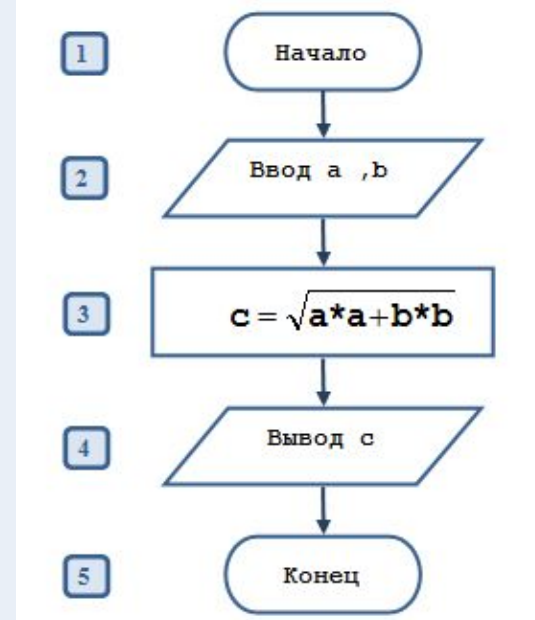 1
Начало
2
Ввод a ,b
3
c = √a*a+b*b
4
Вывод c
5
Конец